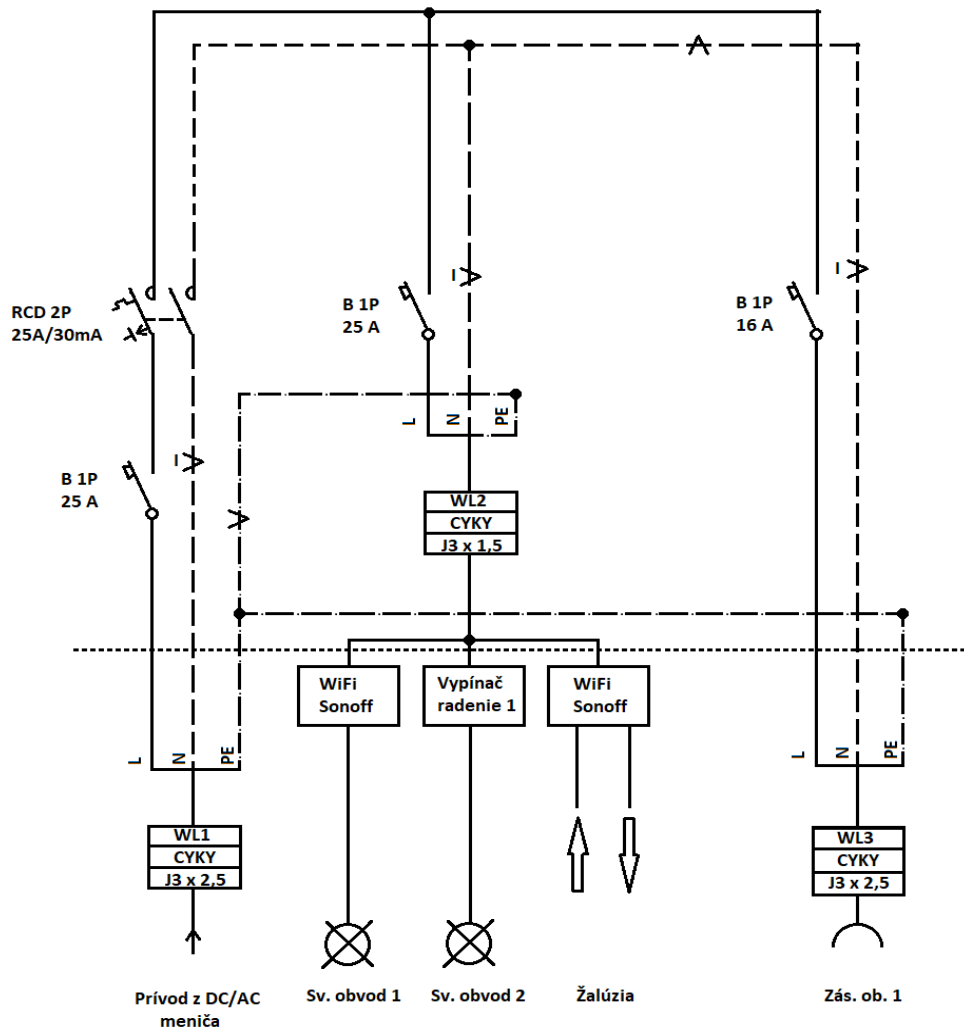 RCD 2P
25A/30mA
B 1P
25 A
I
B 1P
25 A
I
B 1P
16 A
I
L
N
PE
WL2
CYKY
J3 x 1,5
WiFi
Sonoff
Vypínač
radenie 1
WiFi
Sonoff
L
N
PE
L
N
PE
WL1
CYKY
J3 x 2,5
WL3
CYKY
J3 x 2,5
Prívod z DC/AC
meniča
Sv. obvod 1
Sv. obvod 2
Žalúzia
Zás. ob. 1